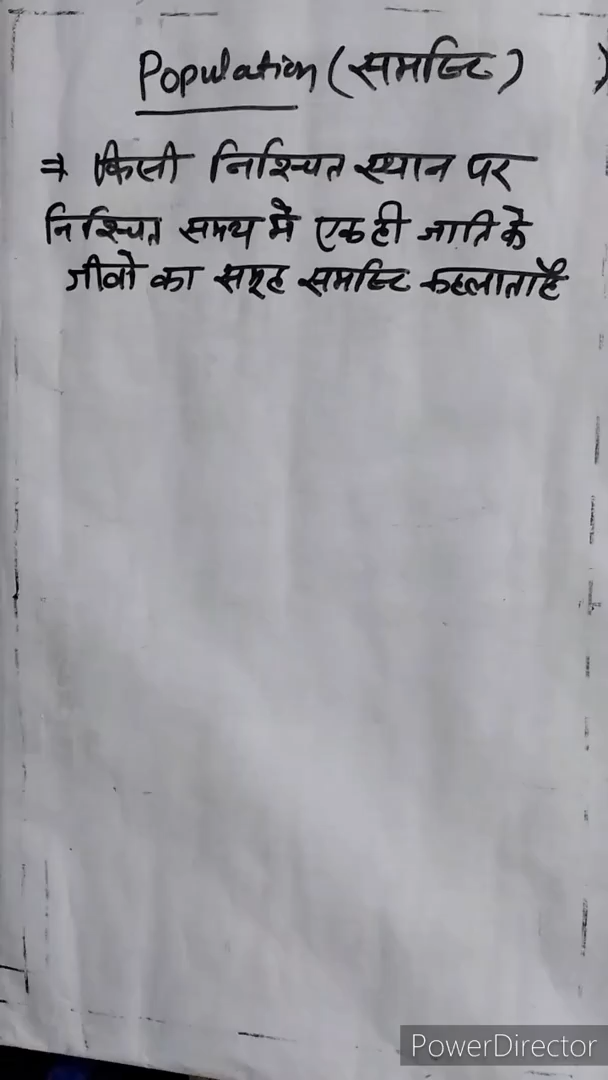 Population (समष्टि)
⇒ किसी निश्चित स्थान पर
निश्चित समय मे एक ही जाति के
जीवो का समूह समष्टि कहलाता है
PowerDirector